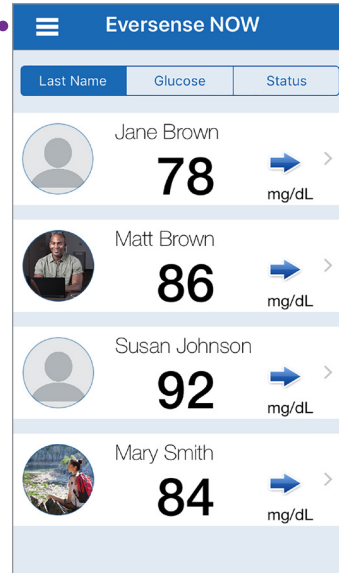 Eversense NOW
Last Name Glucose Status
Jane Brown
78
mg/dL
Matt Brown
86
mg/dL
Susan Johnson
92
mg/dL
Mary Smith
84
mg/dL